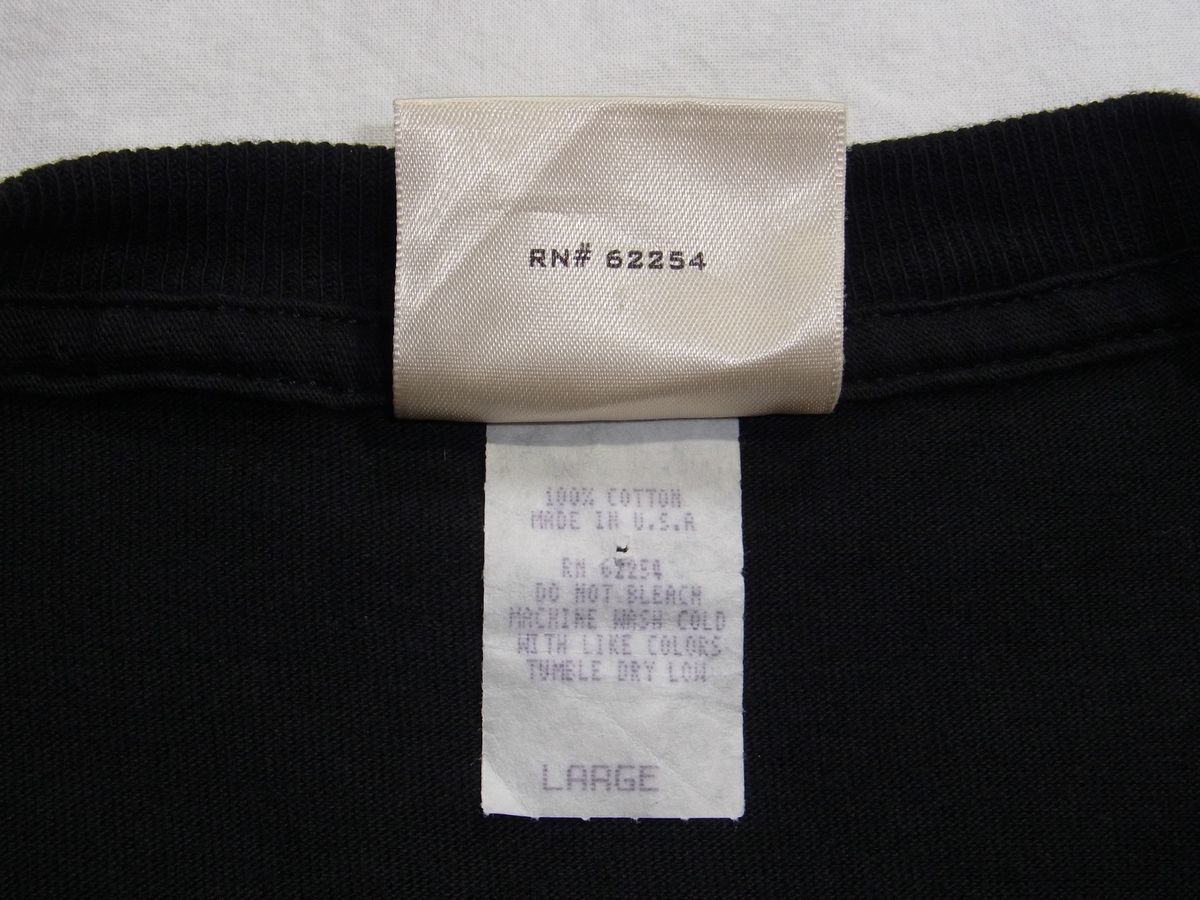 RN# 62254
100% COTTON
MADE IN U.S.A
RN 62254
DO NOT BLEACH
MACHINE WASH COLD
WITH LIKE COLORS
TUMBLE DRY LOW
LARGE